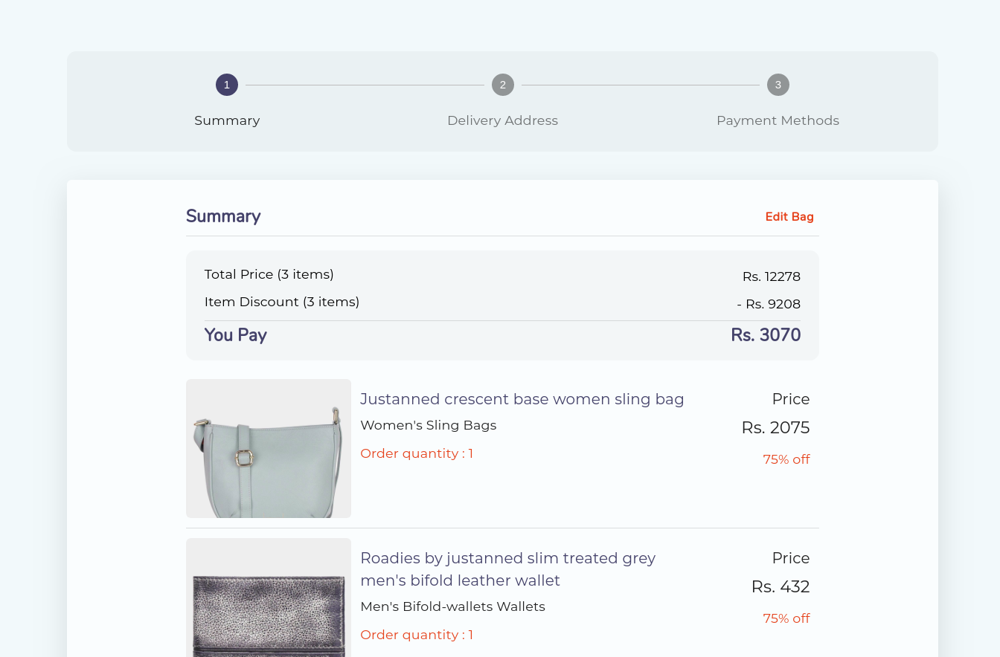 1
2
3
Summary
Delivery Address
Payment Methods
Summary
Edit Bag
Total Price (3 items)
Rs. 12278
Item Discount (3 items)
- Rs. 9208
You Pay
Rs. 3070
Justanned crescent base women sling bag
Women's Sling Bags
Order quantity : 1
Price
Rs. 2075
75% off
Roadies by justanned slim treated grey
men's bifold leather wallet
Men's Bifold-wallets Wallets
Order quantity : 1
Price
Rs. 432
75% off